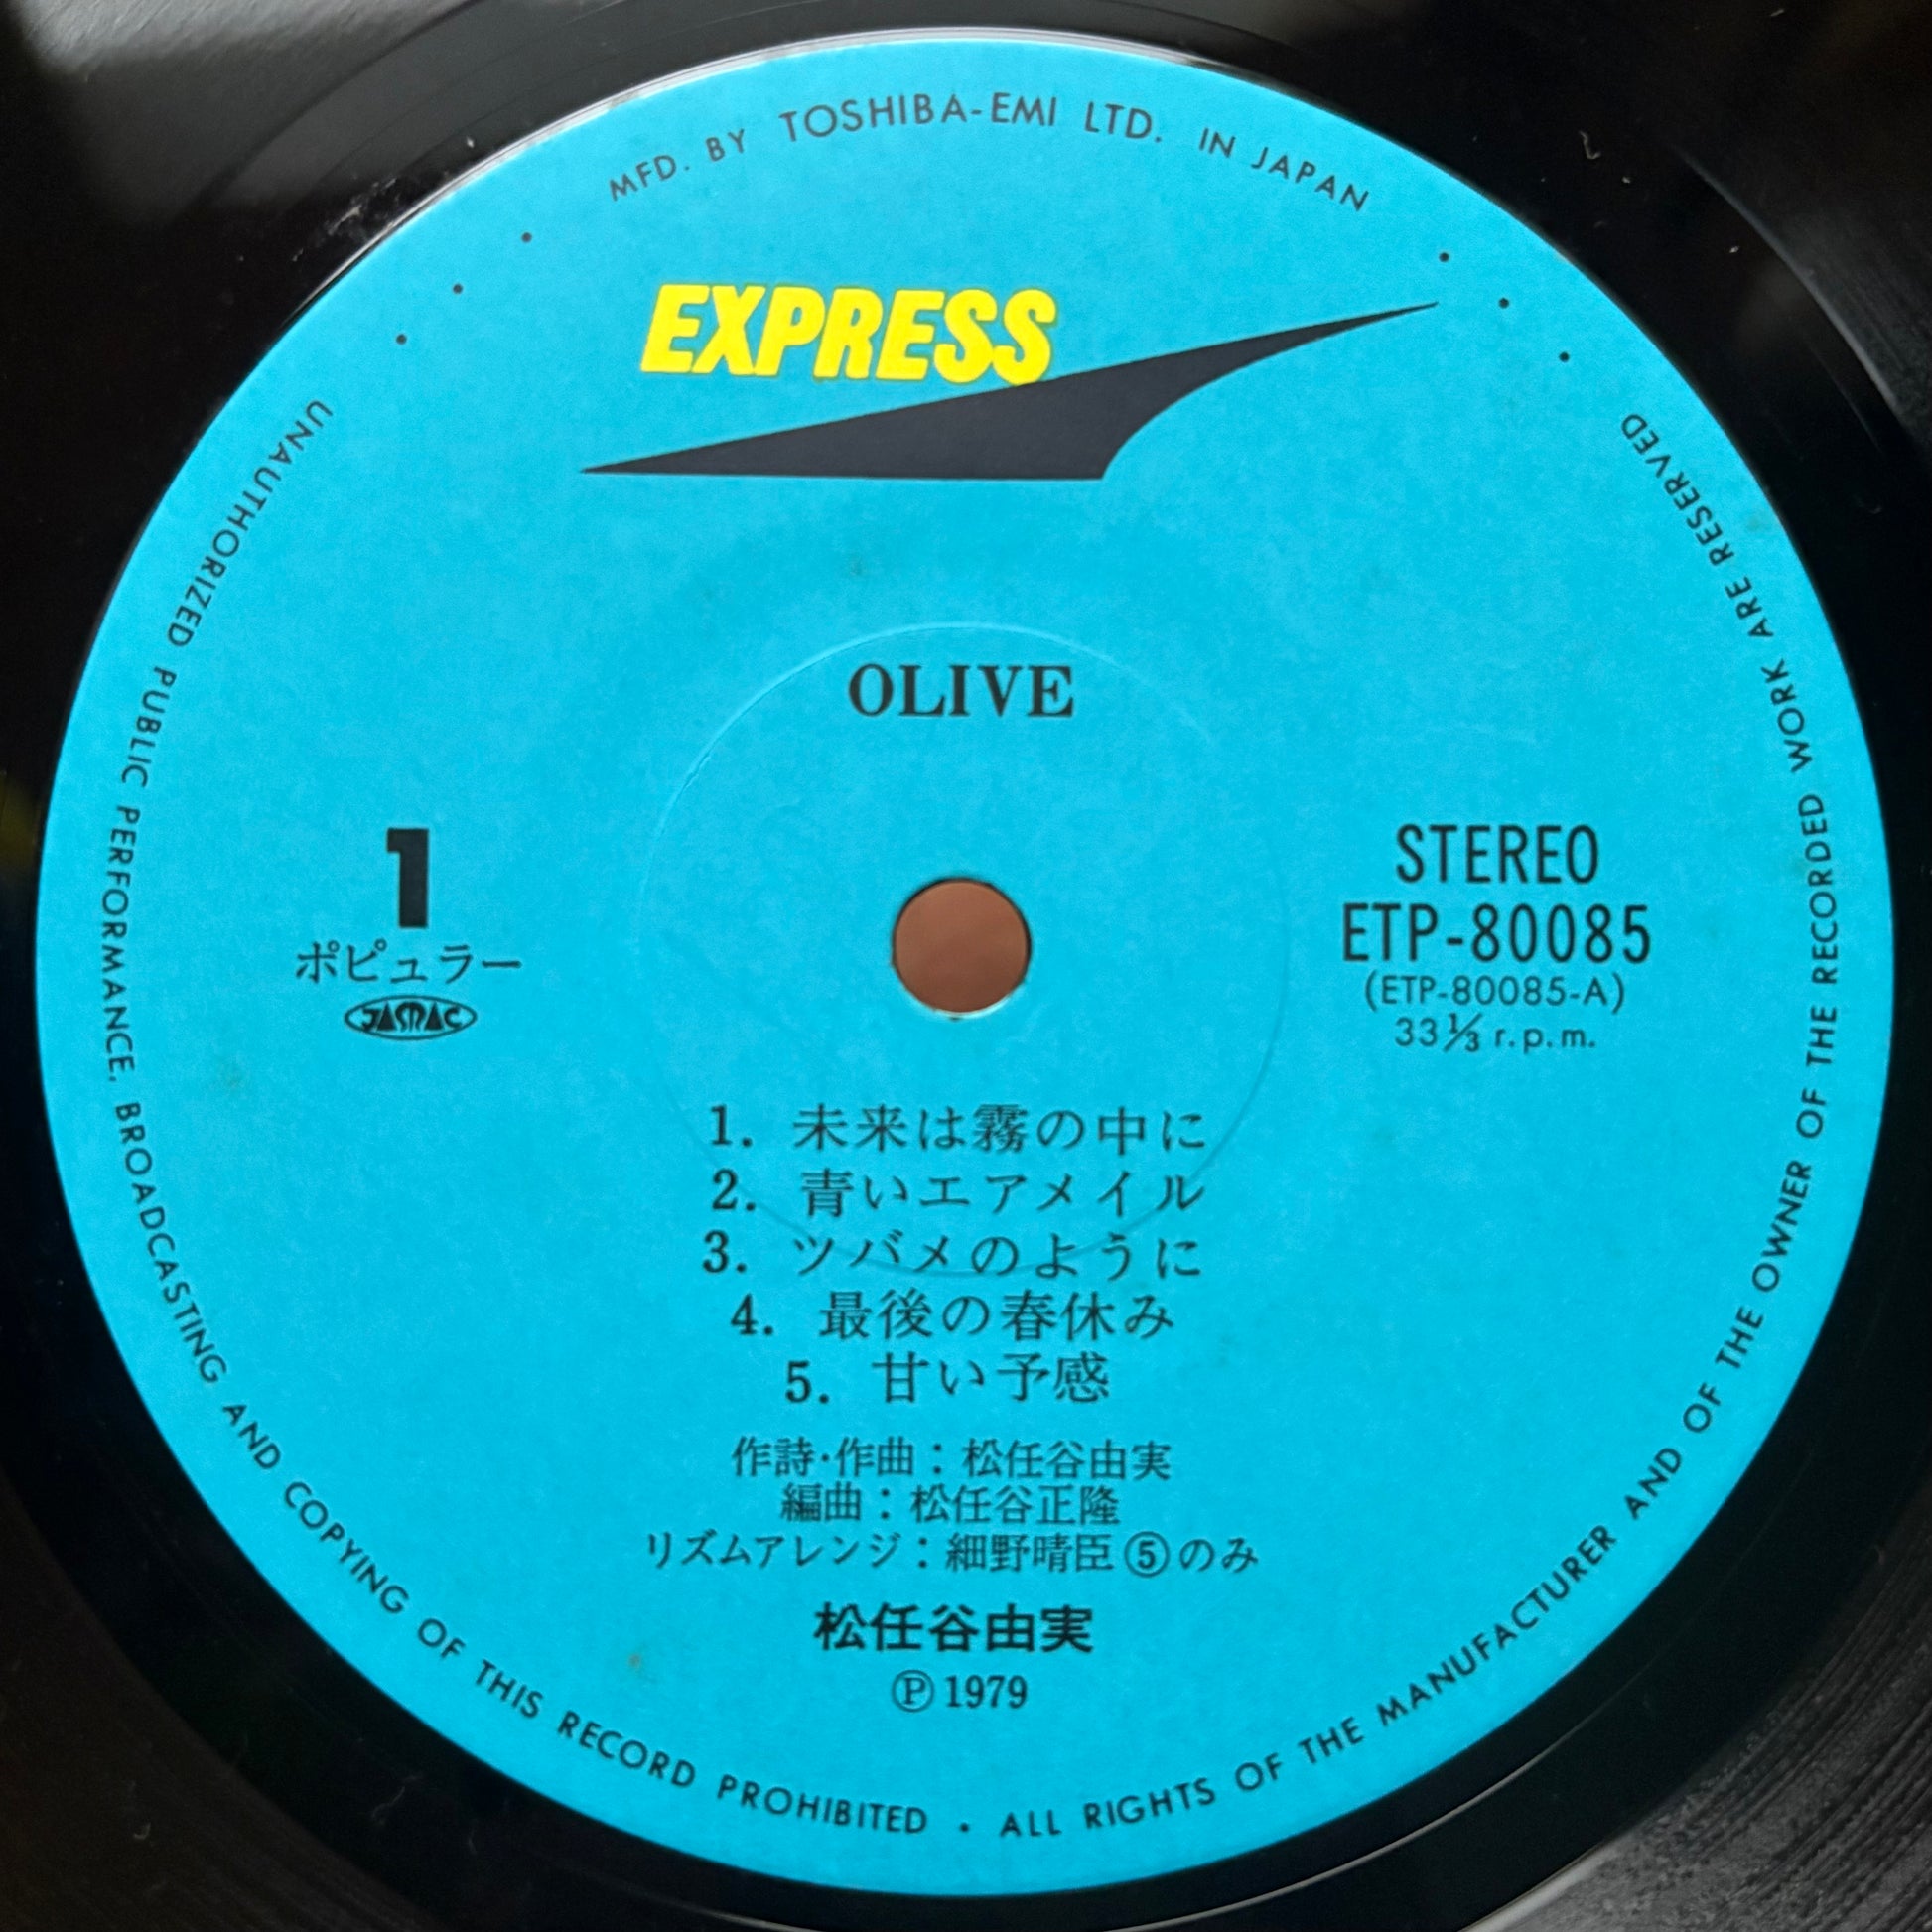 MFD. BY TOSHIBA-EMI LTD. IN JAPAN
EXPRESS
OLIVE
1
ポピュラー
JASRAC
STEREO
ETP-80085
(ETP-80085-A)
33⅓ r.p.m.
1. 未来は霧の中に
2. 青いエアメイル
3. ツバメのように
4. 最後の春休み
5. 甘い予感
作詩·作曲：松任谷由実
編曲：松任谷正隆
リズムアレンジ：細野晴臣⑤のみ
松任谷由実
Ⓟ1979
UNAUTHORIZED PUBLIC PERFORMANCE, BROADCASTING AND COPYING OF THIS RECORD PROHIBITED • ALL RIGHTS OF THE MANUFACTURER AND OF THE OWNER OF THE RECORDED WORK ARE RESERVED